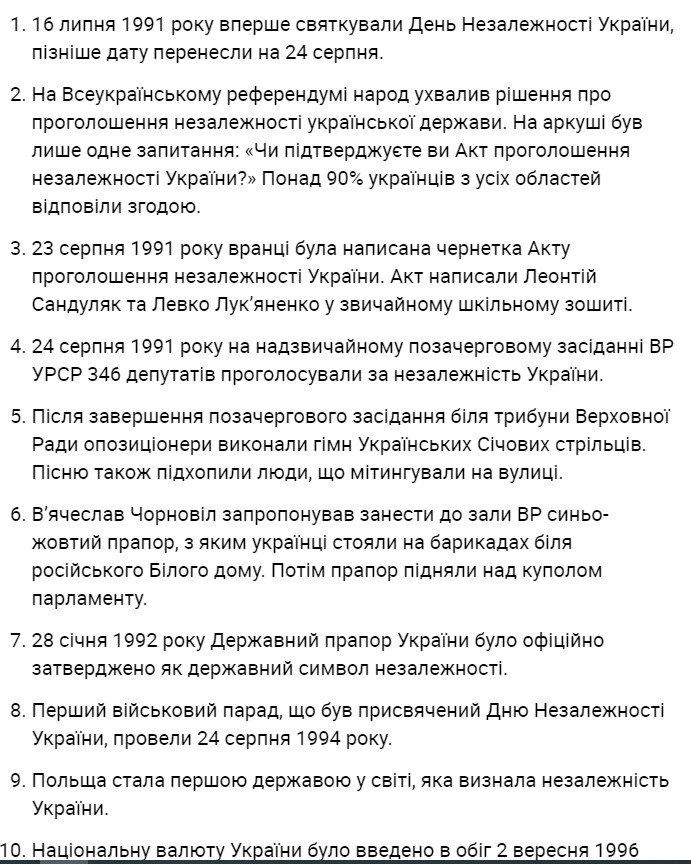 1. 16 липня 1991 року вперше святкували День Незалежності України,
пізніше дату перенесли на 24 серпня.
2. На Всеукраїнському референдумі народ ухвалив рішення про
проголошення незалежності української держави. На аркуші був
лише одне запитання: «Чи підтверджуєте ви Акт проголошення
незалежності України?» Понад 90% українців з усіх областей
відповіли згодою.
3. 23 серпня 1991 року вранці була написана чернетка Акту
проголошення незалежності України. Акт написали Леонтій
Сандуляк та Левко Лук’яненко у звичайному шкільному зошиті.
4. 24 серпня 1991 року на надзвичайному позачерговому засіданні ВР
УРСР 346 депутатів проголосували за незалежність України.
5. Після завершення позачергового засідання біля трибуни Верховної
Ради опозиціонери виконали гімн Українських Січових стрільців.
Пісню також підхопили люди, що мітингували на вулиці.
6. В’ячеслав Чорновіл запропонував занести до зали ВР синьо-
жовтий прапор, з яким українці стояли на барикадах біля
російського Білого дому. Потім прапор підняли над куполом
парламенту.
7. 28 січня 1992 року Державний прапор України було офіційно
затверджено як державний символ незалежності.
8. Перший військовий парад, що був присвячений Дню Незалежності
України, провели 24 серпня 1994 року.
9. Польща стала першою державою у світі, яка визнала незалежність
України.
10. Національну валюту України було введено в обіг 2 вересня 1996